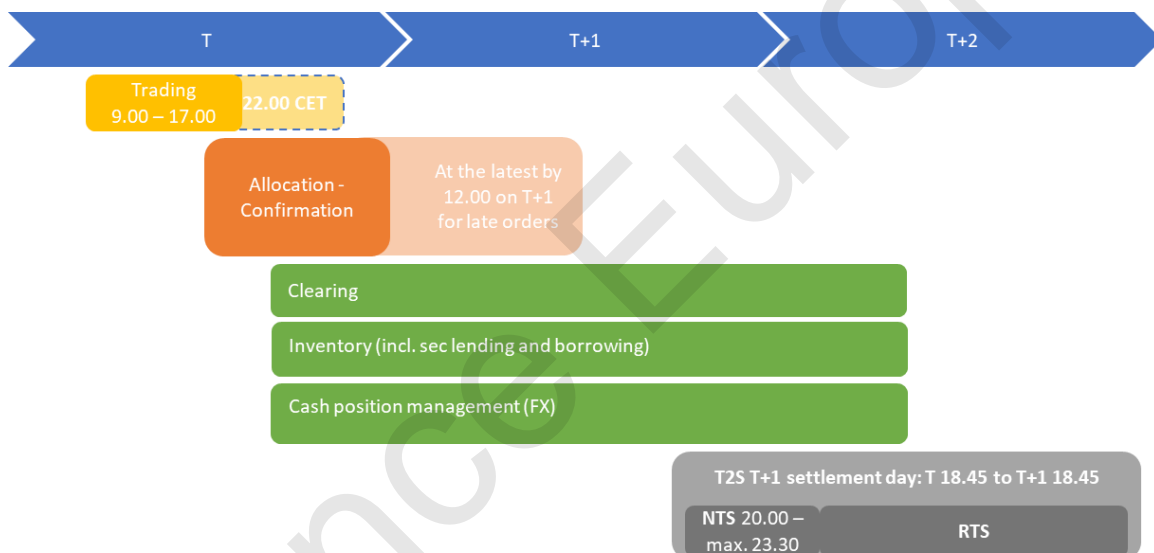 T
T+1
T+2
Trading
9.00 – 17.00
22.00 CET
Allocation -
Confirmation
At the latest by
12.00 on T+1
for late orders
Clearing
Inventory (incl. sec lending and borrowing)
Cash position management (FX)
T2S T+1 settlement day: T 18.45 to T+1 18.45
NTS 20.00 –
max. 23.30
RTS